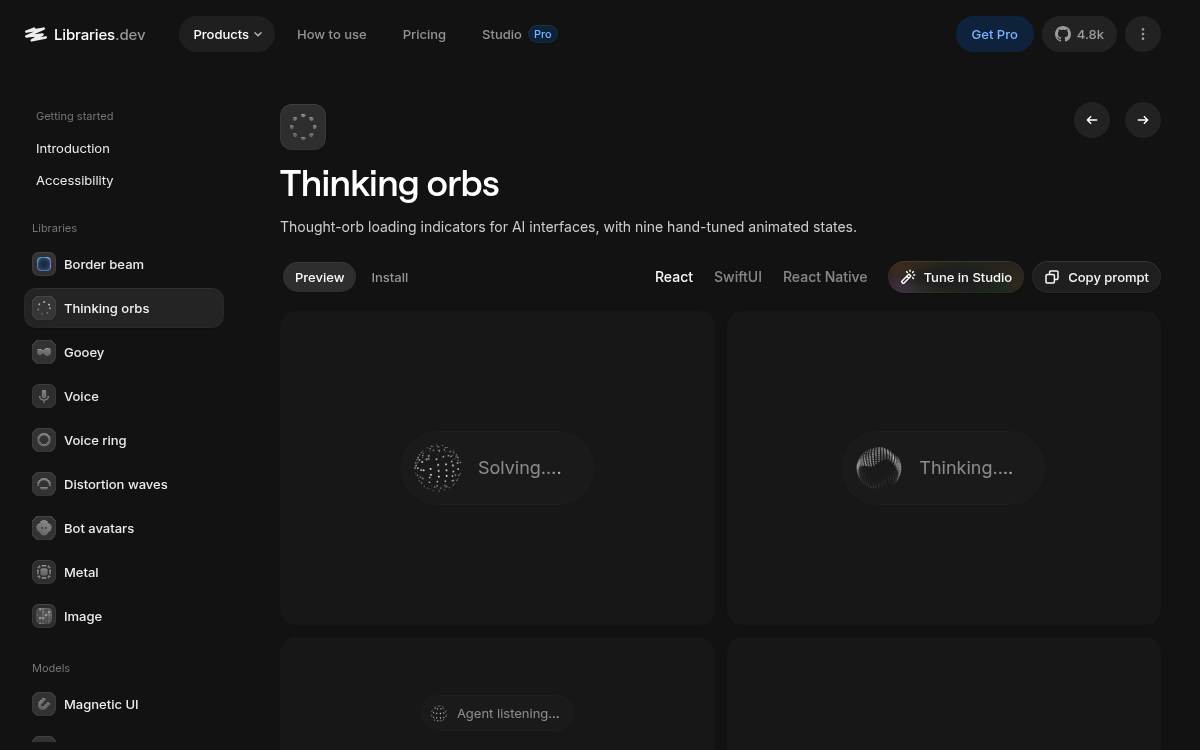 Libraries.dev
Products
How to use
Pricing
Studio Pro
Get Pro
4.8k
Getting started
Introduction
Accessibility
Libraries
Border beam
Thinking orbs
Gooey
Voice
Voice ring
Distortion waves
Bot avatars
Metal
Image
Models
Magnetic UI
Thinking orbs
Thought-orb loading indicators for AI interfaces, with nine hand-tuned animated states.
Preview
Install
React
SwiftUI
React Native
Tune in Studio
Copy prompt
Solving....
Thinking....
Agent listening...